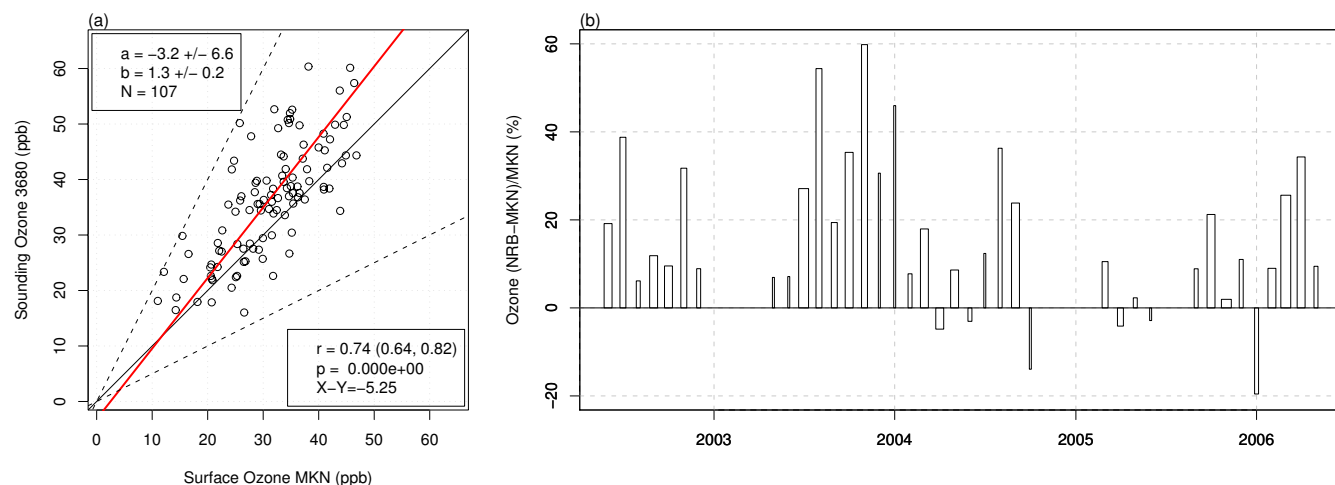 (a)
a = −3.2 +/− 6.6
b = 1.3 +/− 0.2
N = 107
r = 0.74 (0.64, 0.82)
p =  0.000e+00
X−Y=−5.25
Sounding Ozone 3680 (ppb)
60
50
40
30
20
10
0
0 10 20 30 40 50 60
Surface Ozone MKN (ppb)
(b)
Ozone (NRB−MKN)/MKN (%)
60
40
20
0
−20
2003 2004 2005 2006